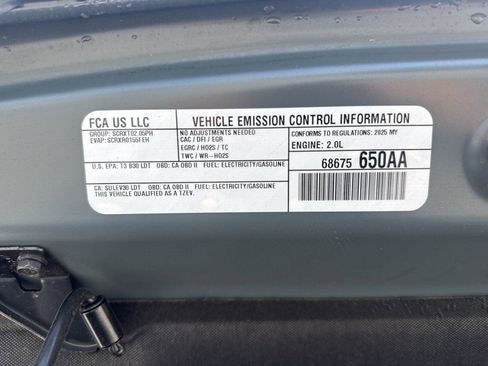 FCA US LLC
VEHICLE EMISSION CONTROL INFORMATION
GROUP: SCRXT02.05PH
EVAP: SCRXR0155FEH
NO ADJUSTMENTS NEEDED
CAC / DFI / EGR
EGRC / HO2S / TC
TWC / WR-HO2S
CONFORMS TO REGULATIONS: 2025 MY
ENGINE: 2.0L
68675 650AA
U.S. EPA: T3 B30 LDT OBD: CA OBD II FUEL: ELECTRICITY/GASOLINE
CA: SULEV30 LDT OBD: CA OBD II FUEL: ELECTRICITY/GASOLINE
THIS VEHICLE QUALIFIED AS A TZEV.